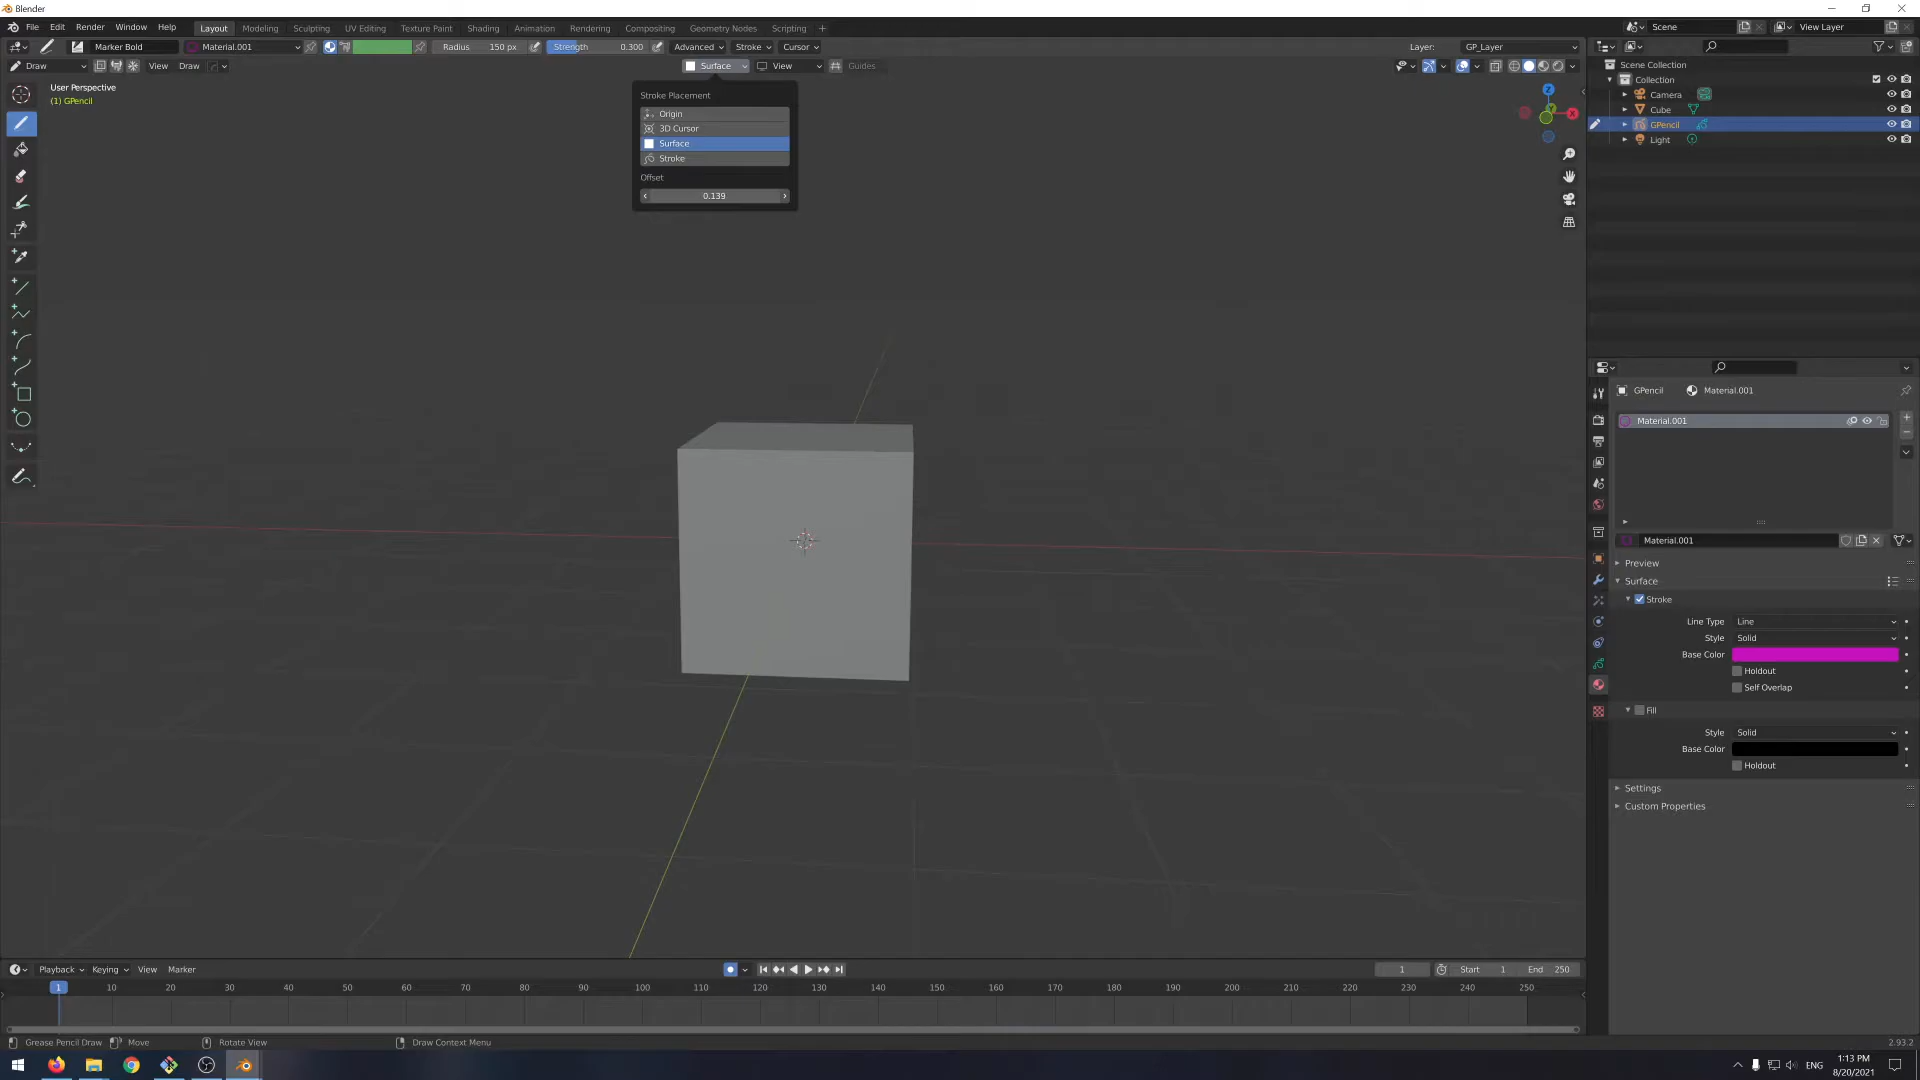 Blender
File Edit Render Window Help Layout Modeling Sculpting UV Editing Texture Paint Shading Animation Rendering Compositing Geometry Nodes Scripting + Scene View Layer
Marker Bold Material.001 Radius 150 px Strength 0.300 Advanced Stroke Cursor Layer: GP_Layer
Draw View Draw Surface View Guides
User Perspective
(1) GPencil
Stroke Placement
Origin
3D Cursor
Surface
Stroke
Offset
0.139
Z
X
Y
Scene Collection
Collection
Camera
Cube
GPencil
Light
GPencil Material.001
Material.001
Material.001
Preview
Surface
Stroke
Line Type Line
Style Solid
Base Color
Holdout
Self Overlap
Fill
Style Solid
Base Color
Holdout
Settings
Custom Properties
Playback Keying View Marker 1 Start 1 End 250
1 10 20 30 40 50 60 70 80 90 100 110 120 130 140 150 160 170 180 190 200 210 220 230 240 250
Grease Pencil Draw Move Rotate View Draw Context Menu 2.93.2
ENG
1:13 PM
8/20/2021